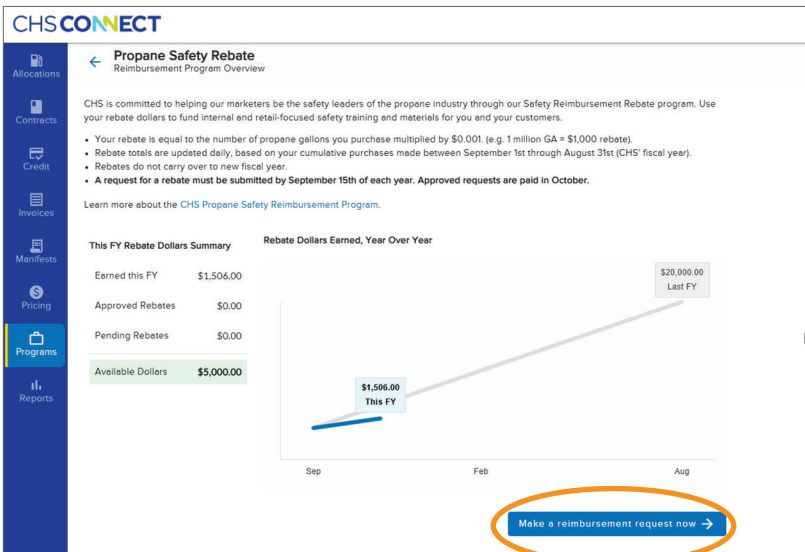 CHSCONNECT
Allocations
Contracts
Credit
Invoices
Manifests
Pricing
Programs
Reports
Propane Safety Rebate
Reimbursement Program Overview
CHS is committed to helping our marketers be the safety leaders of the propane industry through our Safety Reimbursement Rebate program. Use
your rebate dollars to fund internal and retail-focused safety training and materials for you and your customers.
• Your rebate is equal to the number of propane gallons you purchase multiplied by $0.001. (e.g. 1 million GA = $1,000 rebate).
• Rebate totals are updated daily, based on your cumulative purchases made between September 1st through August 31st (CHS' fiscal year).
• Rebates do not carry over to new fiscal year.
• A request for a rebate must be submitted by September 15th of each year. Approved requests are paid in October.
Learn more about the CHS Propane Safety Reimbursement Program.
This FY Rebate Dollars Summary
Earned this FY $1,506.00
Approved Rebates $0.00
Pending Rebates $0.00
Available Dollars $5,000.00
Rebate Dollars Earned, Year Over Year
$20,000.00
Last FY
$1,506.00
This FY
Sep Feb Aug
Make a reimbursement request now →